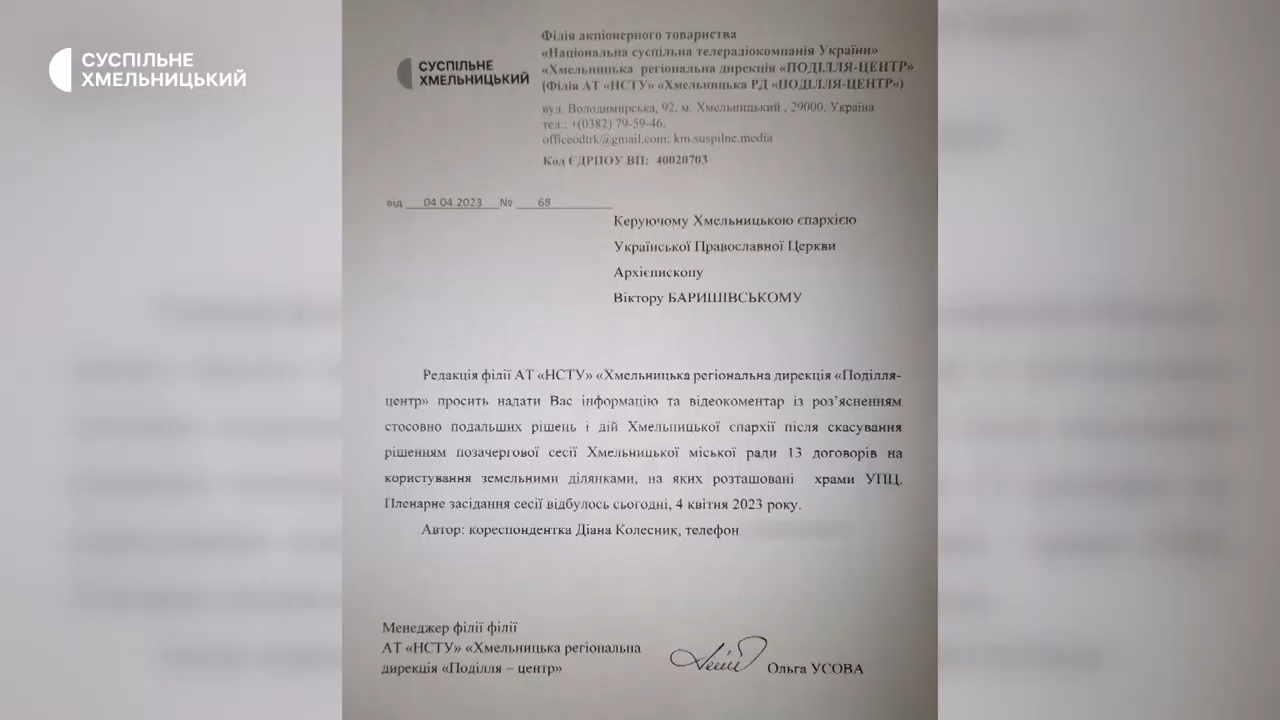 СУСПІЛЬНЕ
ХМЕЛЬНИЦЬКИЙ
СУСПІЛЬНЕ
ХМЕЛЬНИЦЬКИЙ
Філія акціонерного товариства
«Національна суспільна телерадіокомпанія України»
«Хмельницька регіональна дирекція «ПОДІЛЛЯ-ЦЕНТР»
(Філія АТ «НСТУ» «Хмельницька РД «ПОДІЛЛЯ-ЦЕНТР»)
вул. Володимирська, 92. м. Хмельницький , 29000, Україна
тел.: +(0382) 79-59-46,
officeodtrk@gmail.com; km.suspilne.media
Код ЄДРПОУ ВП: 40020703
від 04.04.2023 № 68
Керуючому Хмельницькою єпархією
Української Православної Церкви
Архієпископу
Віктору БАРИШІВСЬКОМУ
Редакція філії АТ «НСТУ» «Хмельницька регіональна дирекція «Поділля-
центр» просить надати Вас інформацію та відеокоментар із роз’ясненням
стосовно подальших рішень і дій Хмельницької єпархії після скасування
рішенням позачергової сесії Хмельницької міської ради 13 договорів на
користування земельними ділянками, на яких розташовані храми УПЦ.
Пленарне засідання сесії відбулось сьогодні, 4 квітня 2023 року.
Автор: кореспондентка Діана Колесник, телефон
Менеджер філії філії
АТ «НСТУ» «Хмельницька регіональна
дирекція «Поділля – центр»
Ольга УСОВА